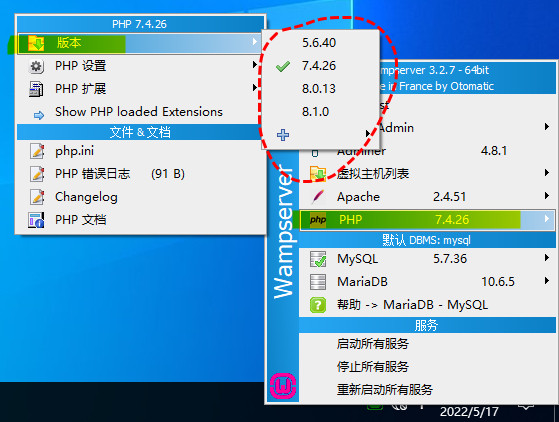 PHP 7.4.26
版本
PHP 设置
PHP 扩展
Show PHP loaded Extensions
文件 & 文档
php.ini
PHP 错误日志 (91 B)
Changelog
PHP 文档
5.6.40
7.4.26
8.0.13
8.1.0
Wampserver
mpserver 3.2.7 - 64bit
e in France by Otomatic
st
Admin
Adminer 4.8.1
虚拟主机列表
Apache 2.4.51
php PHP 7.4.26
默认 DBMS: mysql
MySQL 5.7.36
MariaDB 10.6.5
帮助 -> MariaDB - MySQL
服务
启动所有服务
停止所有服务
重新启动所有服务
2022/5/17